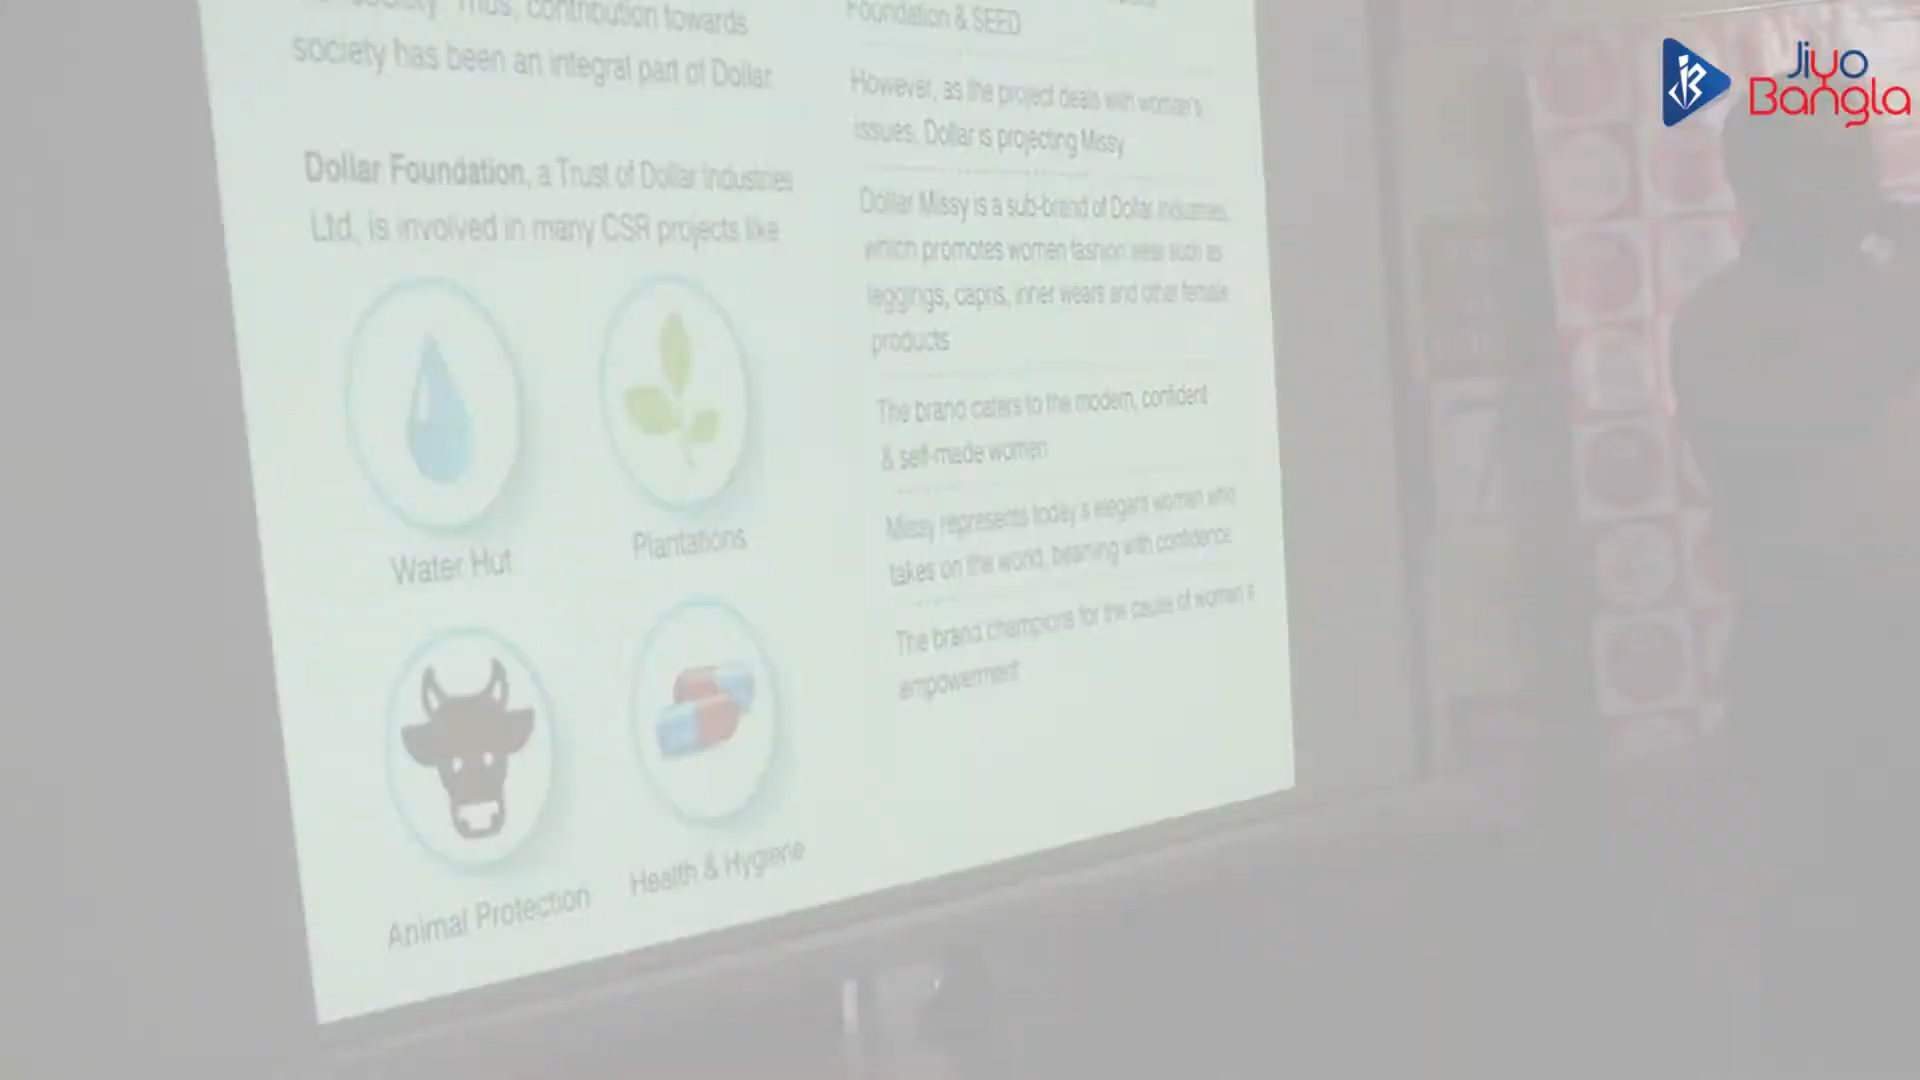 Thus, contribution towards
society has been an integral part of Dollar.
Dollar Foundation, a Trust of Dollar Industries
Ltd, is involved in many CSR projects like
Water Hut
Plantations
Animal Protection
Health & Hygiene
Foundation & SEED
However, as the project deals with woman's
issues, Dollar is projecting Missy
Dollar Missy is a sub-brand of Dollar Industries,
which promotes women fashion wear such as
leggings, capris, inner wears and other female
products
The brand caters to the modern, confident
& self-made women
Missy represents today's elegant woman who
takes on the world, beaming with confidence
The brand champions for the cause of woman's
empowerment
Jiyo
Bangla